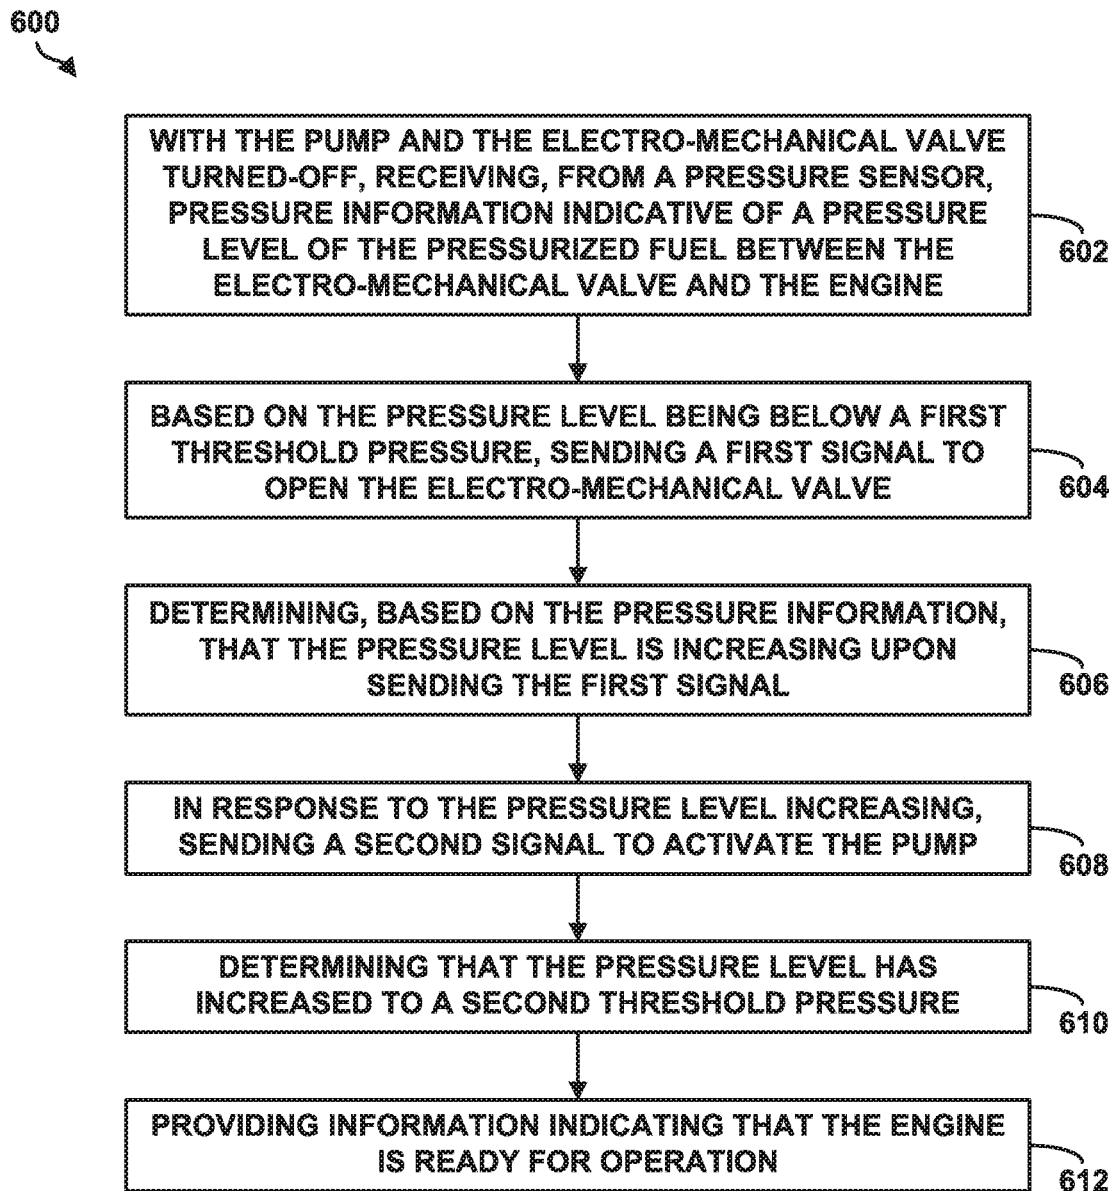 600
WITH THE PUMP AND THE ELECTRO-MECHANICAL VALVE
TURNED-OFF, RECEIVING, FROM A PRESSURE SENSOR,
PRESSURE INFORMATION INDICATIVE OF A PRESSURE
LEVEL OF THE PRESSURIZED FUEL BETWEEN THE
ELECTRO-MECHANICAL VALVE AND THE ENGINE
602
BASED ON THE PRESSURE LEVEL BEING BELOW A FIRST
THRESHOLD PRESSURE, SENDING A FIRST SIGNAL TO
OPEN THE ELECTRO-MECHANICAL VALVE
604
DETERMINING, BASED ON THE PRESSURE INFORMATION,
THAT THE PRESSURE LEVEL IS INCREASING UPON
SENDING THE FIRST SIGNAL
606
IN RESPONSE TO THE PRESSURE LEVEL INCREASING,
SENDING A SECOND SIGNAL TO ACTIVATE THE PUMP
608
DETERMINING THAT THE PRESSURE LEVEL HAS
INCREASED TO A SECOND THRESHOLD PRESSURE
610
PROVIDING INFORMATION INDICATING THAT THE ENGINE
IS READY FOR OPERATION
612